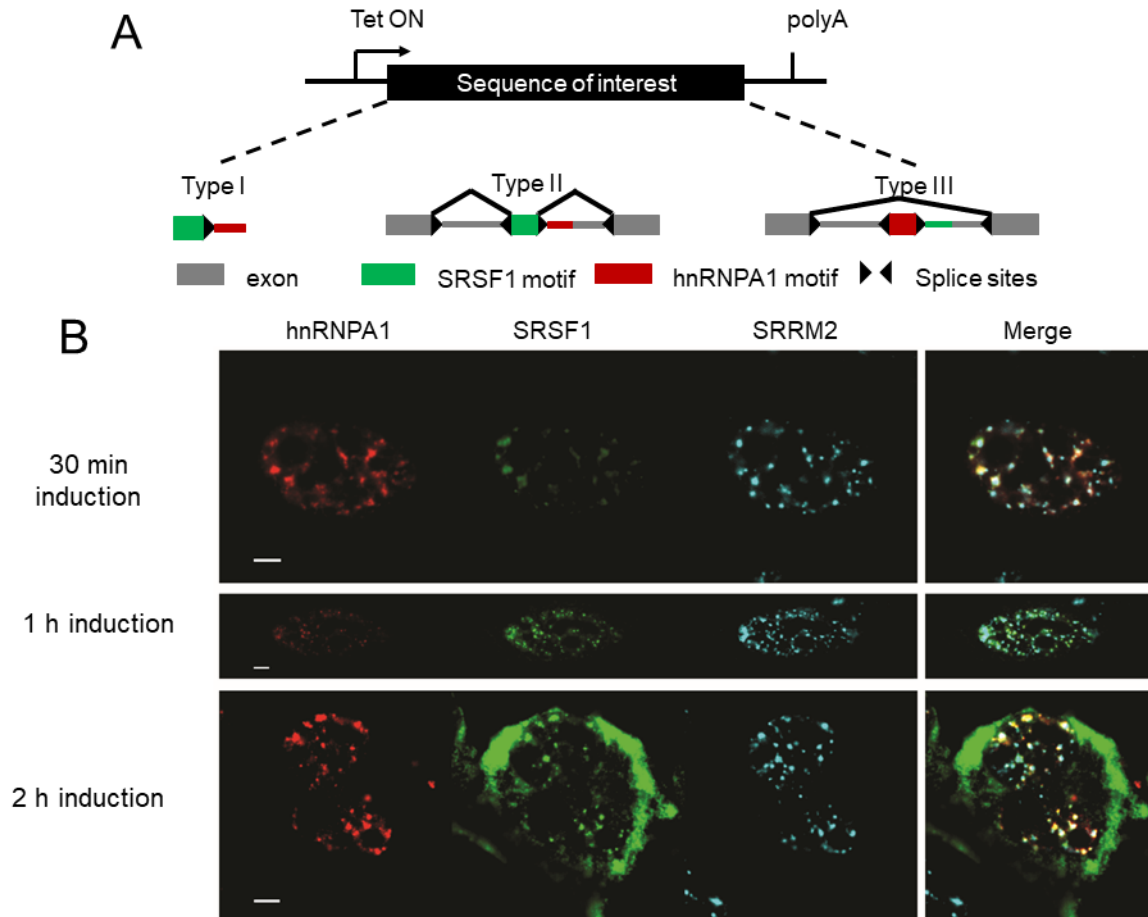 A
Tet ON
polyA
Sequence of interest
Type I
Type II
Type III
exon
SRSF1 motif
hnRNPA1 motif
Splice sites
B
hnRNPA1
SRSF1
SRRM2
Merge
30 min
induction
1 h induction
2 h induction